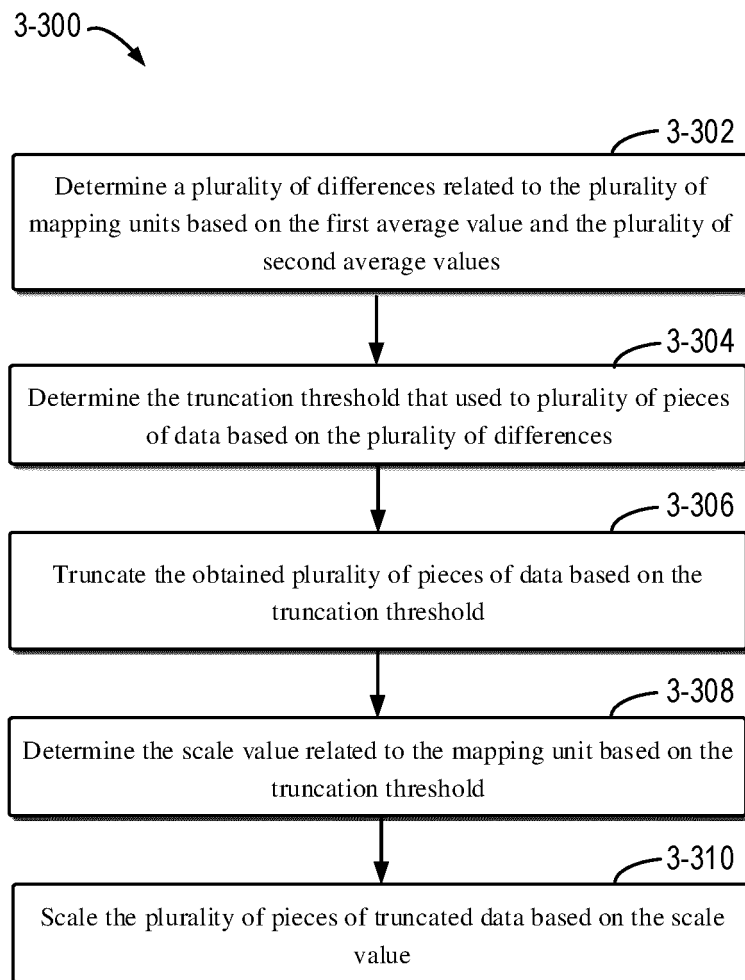 3-300
3-302
Determine a plurality of differences related to the plurality of
mapping units based on the first average value and the plurality of
second average values
3-304
Determine the truncation threshold that used to plurality of pieces
of data based on the plurality of differences
3-306
Truncate the obtained plurality of pieces of data based on the
truncation threshold
3-308
Determine the scale value related to the mapping unit based on the
truncation threshold
3-310
Scale the plurality of pieces of truncated data based on the scale
value